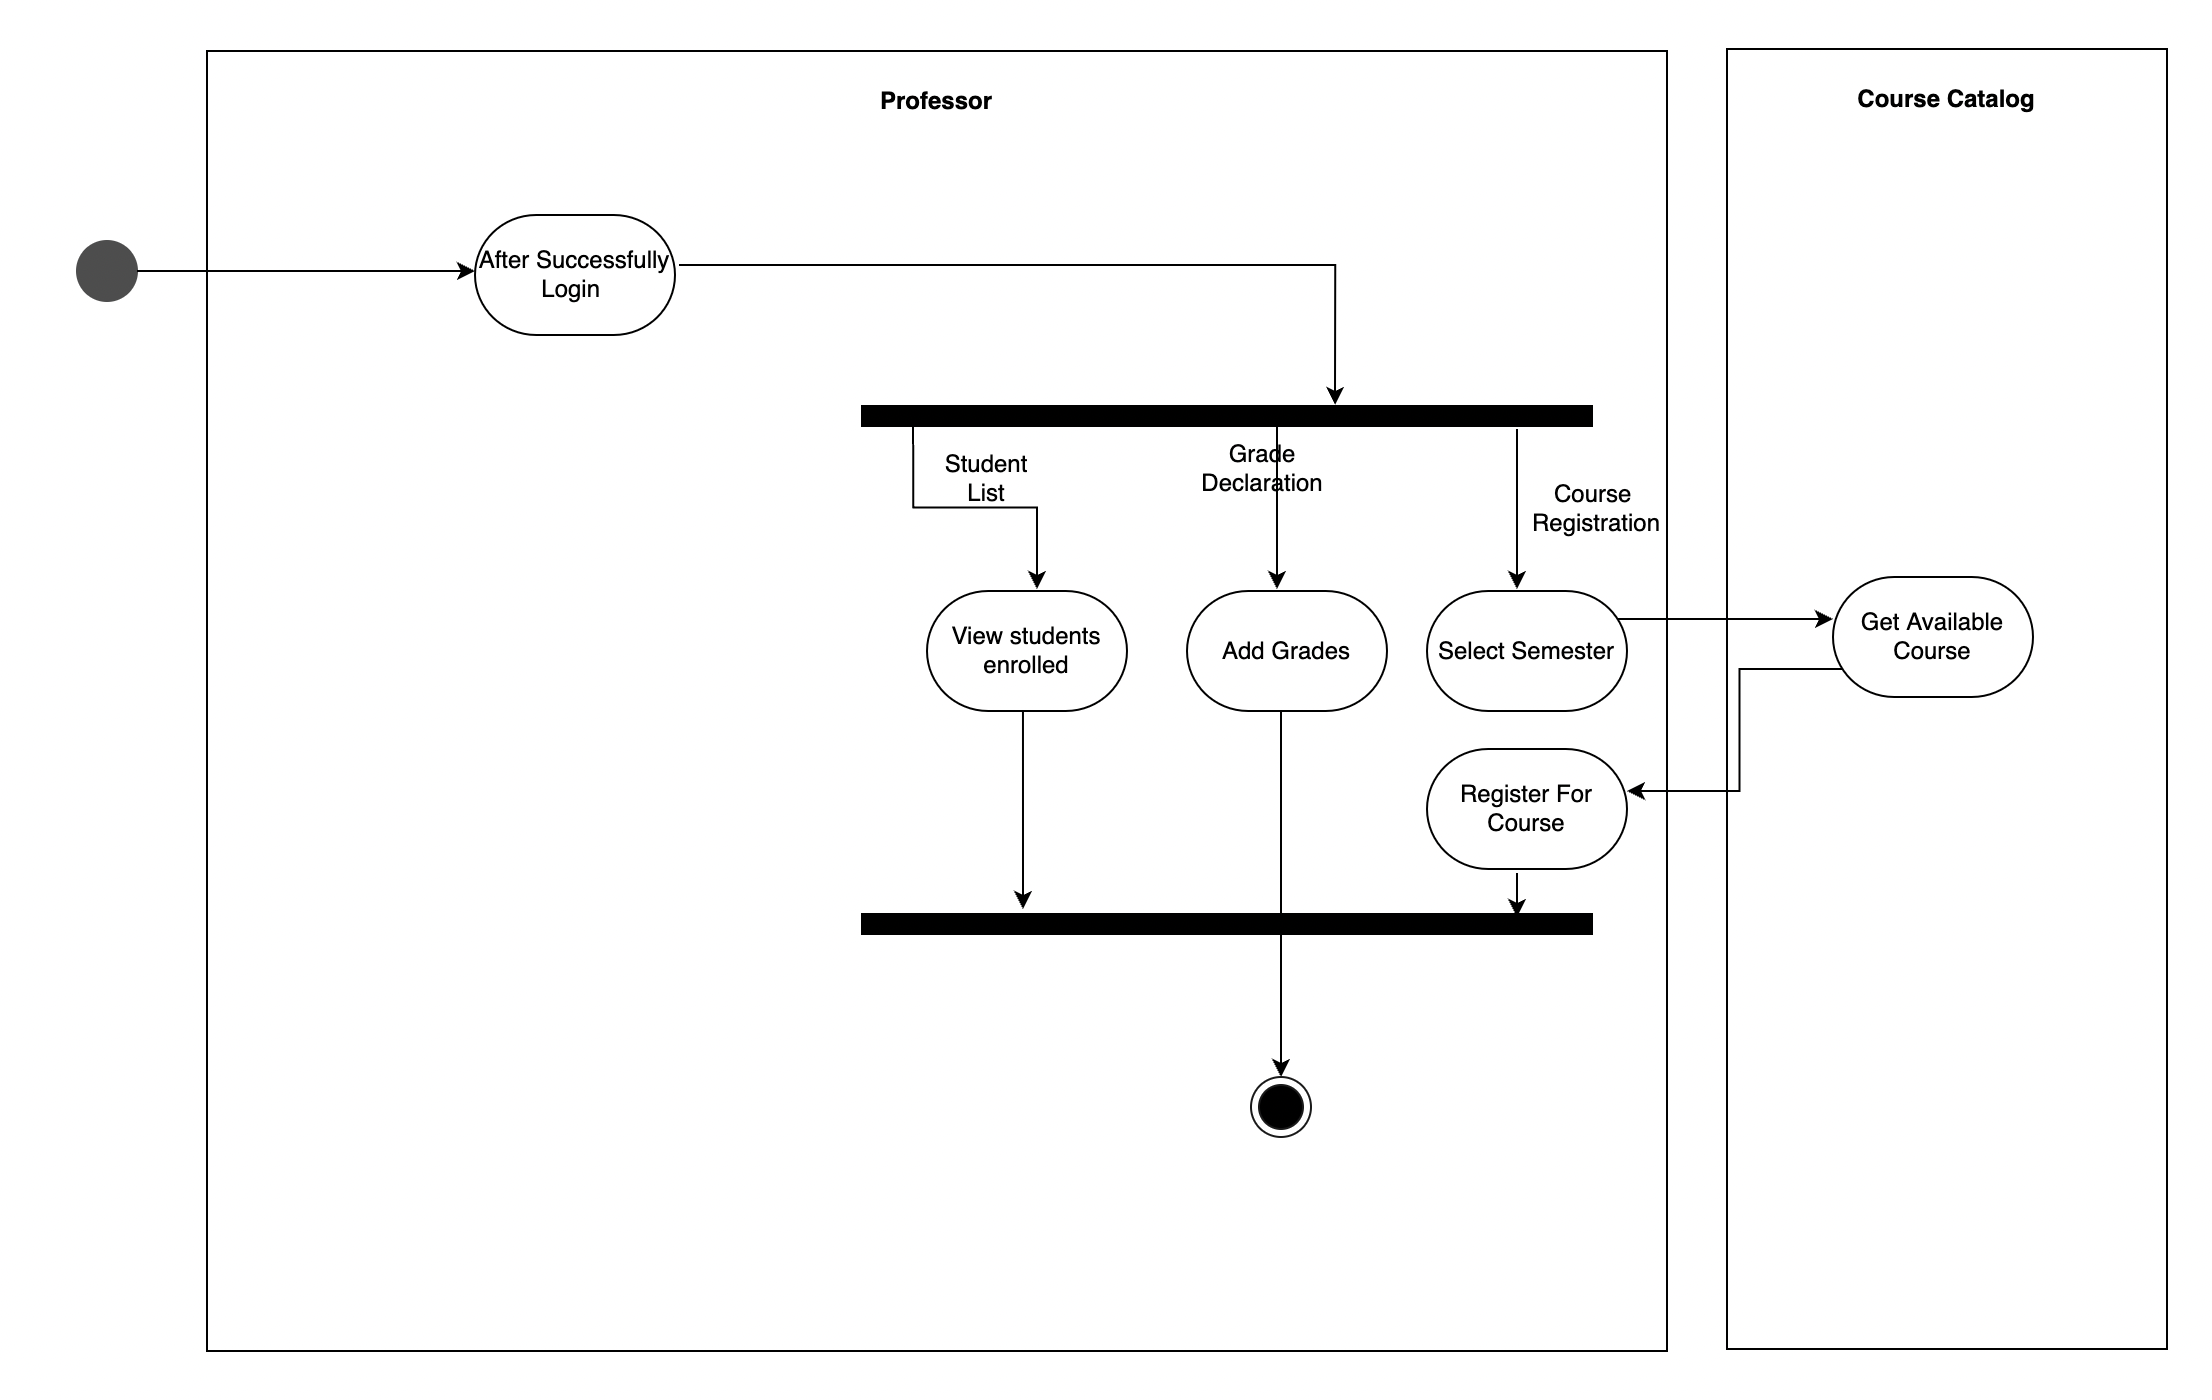 Professor
Course Catalog
After Successfully
Login
Student
List
Grade
Declaration
Course
Registration
View students
enrolled
Add Grades
Select Semester
Get Available
Course
Register For
Course